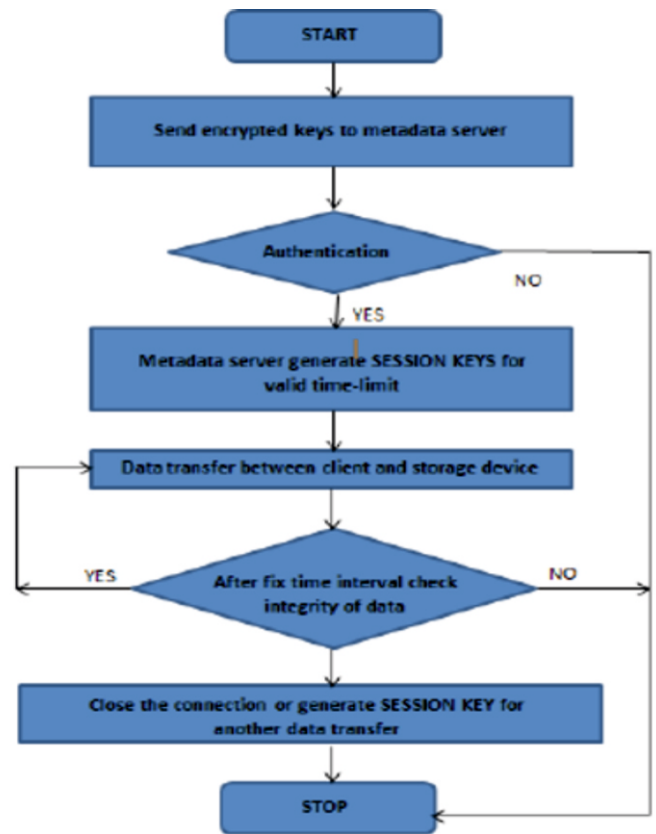 START
Send encrypted keys to metadata server
Authentication
NO
YES
Metadata server generate SESSION KEYS for
valid time-limit
Data transfer between client and storage device
YES
After fix time interval check
integrity of data
NO
Close the connection or generate SESSION KEY for
another data transfer
STOP